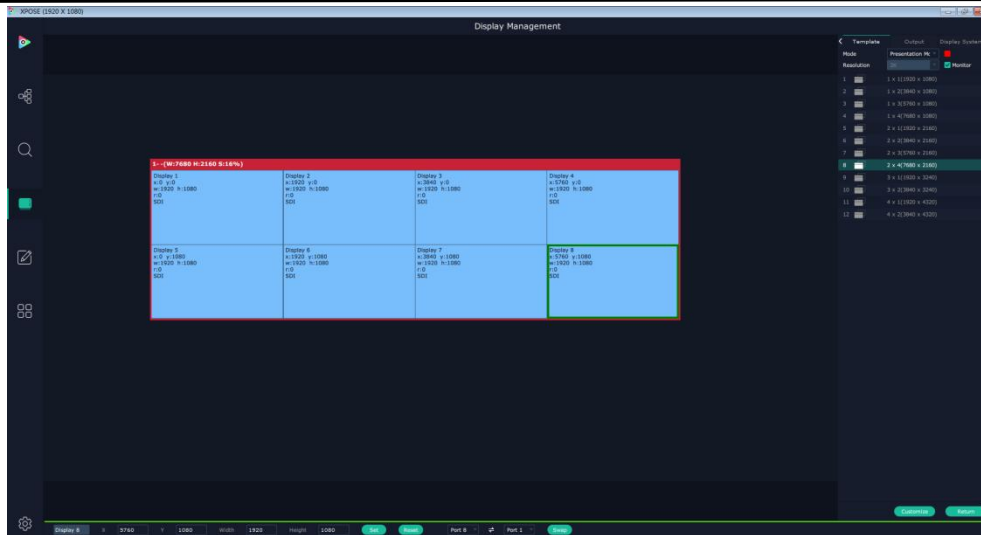 XPOSE (1920 X 1080)
Display Management
Template Output Display System
Mode Presentation Mc
Resolution 2K Monitor
1 1 x 1(1920 x 1080)
2 1 x 2(3840 x 1080)
3 1 x 3(5760 x 1080)
4 1 x 4(7680 x 1080)
5 2 x 1(1920 x 2160)
6 2 x 2(3840 x 2160)
7 2 x 3(5760 x 2160)
8 2 x 4(7680 x 2160)
9 3 x 1(1920 x 3240)
10 3 x 2(3840 x 3240)
11 4 x 1(1920 x 4320)
12 4 x 2(3840 x 4320)
1--(W:7680 H:2160 S:16%)
Display 1
x:0 y:0
w:1920 h:1080
r:0
SDI
Display 2
x:1920 y:0
w:1920 h:1080
r:0
SDI
Display 3
x:3840 y:0
w:1920 h:1080
r:0
SDI
Display 4
x:5760 y:0
w:1920 h:1080
r:0
SDI
Display 5
x:0 y:1080
w:1920 h:1080
r:0
SDI
Display 6
x:1920 y:1080
w:1920 h:1080
r:0
SDI
Display 7
x:3840 y:1080
w:1920 h:1080
r:0
SDI
Display 8
x:5760 y:1080
w:1920 h:1080
r:0
SDI
Customize Return
Display 8 X 5760 Y 1080 Width 1920 Height 1080 Set Reset Port 8 Port 1 Swap